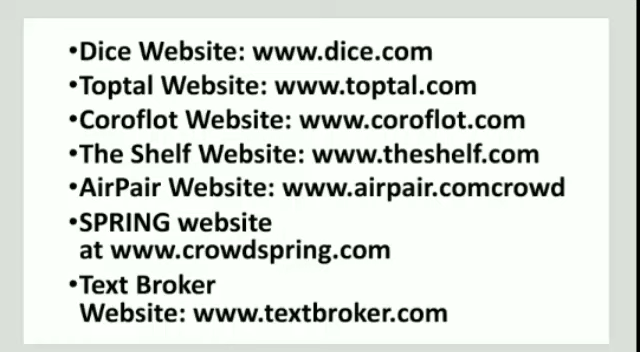 •Dice Website: www.dice.com
•Toptal Website: www.toptal.com
•Coroflot Website: www.coroflot.com
•The Shelf Website: www.theshelf.com
•AirPair Website: www.airpair.comcrowd
•SPRING website
at www.crowdspring.com
•Text Broker
Website: www.textbroker.com